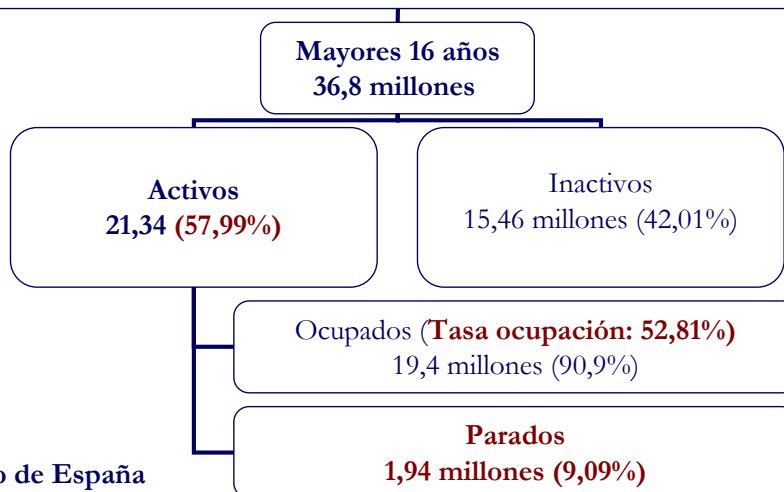 Mayores 16 años
36,8 millones
Activos
21,34 (57,99%)
Inactivos
15,46 millones (42,01%)
Ocupados (Tasa ocupación: 52,81%)
19,4 millones (90,9%)
Parados
1,94 millones (9,09%)
de España